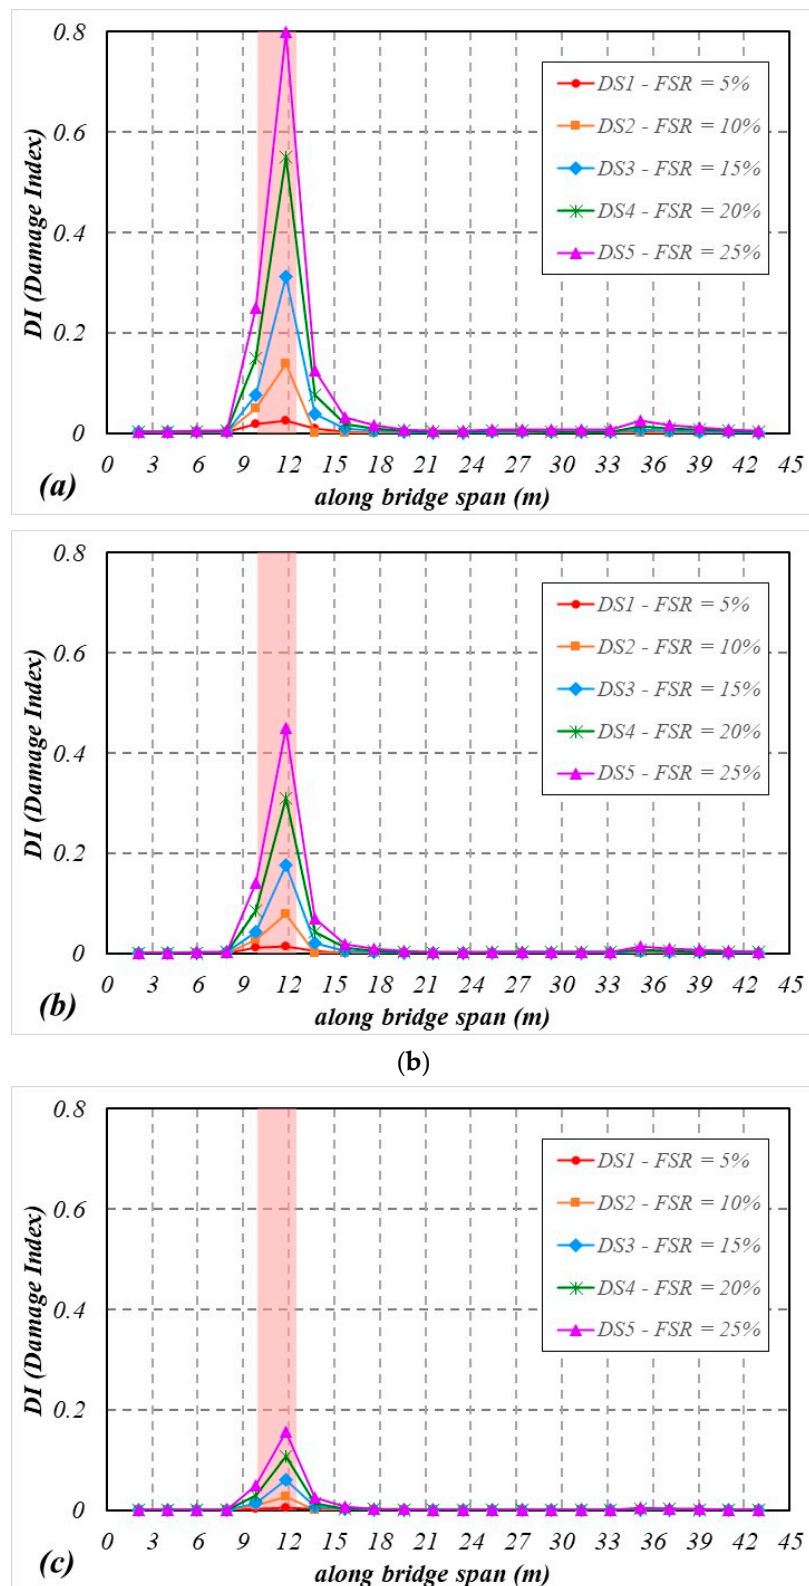 0.8
DS1 - FSR = 5%
0.6
DS2 - FSR = 10%
DS3 - FSR = 15%
0.4
DS4 - FSR = 20%
DS5 - FSR = 25%
0.2
0
DI (Damage Index)
0 3 6 9 12 15 18 21 24 27 30 33 36 39 42 45
(a)
along bridge span (m)
0.8
DS1 - FSR = 5%
0.6
DS2 - FSR = 10%
DS3 - FSR = 15%
0.4
DS4 - FSR = 20%
DS5 - FSR = 25%
0.2
0
DI (Damage Index)
0 3 6 9 12 15 18 21 24 27 30 33 36 39 42 45
(b)
along bridge span (m)
(b)
0.8
DS1 - FSR = 5%
0.6
DS2 - FSR = 10%
DS3 - FSR = 15%
0.4
DS4 - FSR = 20%
DS5 - FSR = 25%
0.2
0
DI (Damage Index)
0 3 6 9 12 15 18 21 24 27 30 33 36 39 42 45
(c)
along bridge span (m)